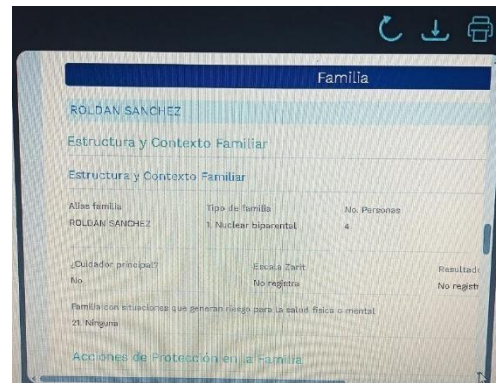 Familia
ROLDAN SANCHEZ
Estructura y Contexto Familiar
Estructura y Contexto Familiar
Alias familia Tipo de familia No. Personas
ROLDAN SANCHEZ 1. Nuclear biparental 4
¿Cuidador principal? Escala Zarit Resultado
No No registra No registr
Familia con situaciones que generan riesgo para la salud física o mental
21. Ninguna
Acciones de Protección en la Familia